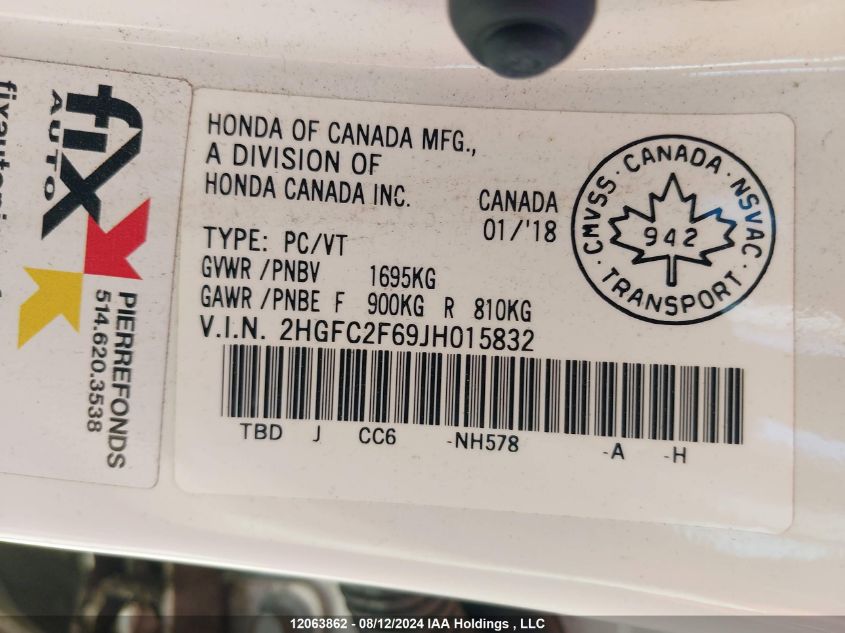 fix
AUTO
PIERREFONDS
514.620.3538
HONDA OF CANADA MFG.,
A DIVISION OF
HONDA CANADA INC.
CANADA
01/'18
TYPE: PC/VT
GVWR /PNBV 1695KG
GAWR /PNBE F 900KG R 810KG
V.I.N. 2HGFC2F69JH015832
TBD J CC6 -NH578 -A -H
CMVSS · CANADA · NSVAC
942
TRANSPORT
12063862 - 08/12/2024 IAA Holdings , LLC